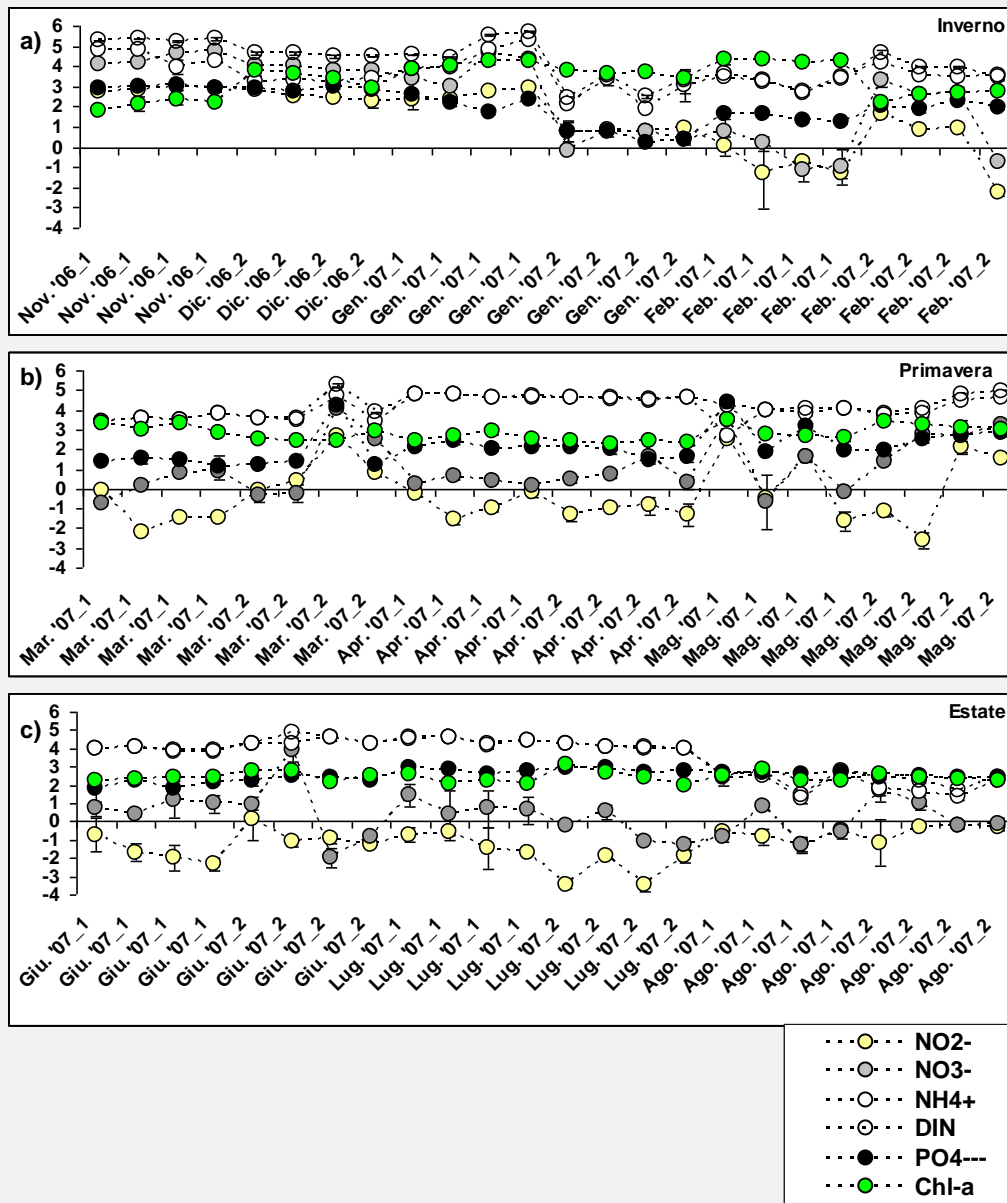 a)
Inverno
6
5
4
3
2
1
0
-1
-2
-3
-4
Nov. '06_1
Nov. '06_1
Nov. '06_1
Nov. '06_1
Dic. '06_2
Dic. '06_2
Dic. '06_2
Dic. '06_2
Gen. '07_1
Gen. '07_1
Gen. '07_1
Gen. '07_1
Gen. '07_2
Gen. '07_2
Gen. '07_2
Gen. '07_2
Feb. '07_1
Feb. '07_1
Feb. '07_1
Feb. '07_1
Feb. '07_2
Feb. '07_2
Feb. '07_2
Feb. '07_2
b)
Primavera
6
5
4
3
2
1
0
-1
-2
-3
-4
Mar. '07_1
Mar. '07_1
Mar. '07_1
Mar. '07_1
Mar. '07_2
Mar. '07_2
Mar. '07_2
Mar. '07_2
Apr. '07_1
Apr. '07_1
Apr. '07_1
Apr. '07_1
Apr. '07_2
Apr. '07_2
Apr. '07_2
Apr. '07_2
Mag. '07_1
Mag. '07_1
Mag. '07_1
Mag. '07_1
Mag. '07_2
Mag. '07_2
Mag. '07_2
Mag. '07_2
c)
Estate
6
5
4
3
2
1
0
-1
-2
-3
-4
Giu. '07_1
Giu. '07_1
Giu. '07_1
Giu. '07_1
Giu. '07_2
Giu. '07_2
Giu. '07_2
Giu. '07_2
Lug. '07_1
Lug. '07_1
Lug. '07_1
Lug. '07_1
Lug. '07_2
Lug. '07_2
Lug. '07_2
Lug. '07_2
Ago. '07_1
Ago. '07_1
Ago. '07_1
Ago. '07_1
Ago. '07_2
Ago. '07_2
Ago. '07_2
Ago. '07_2
NO2-
NO3-
NH4+
DIN
PO4---
Chl-a